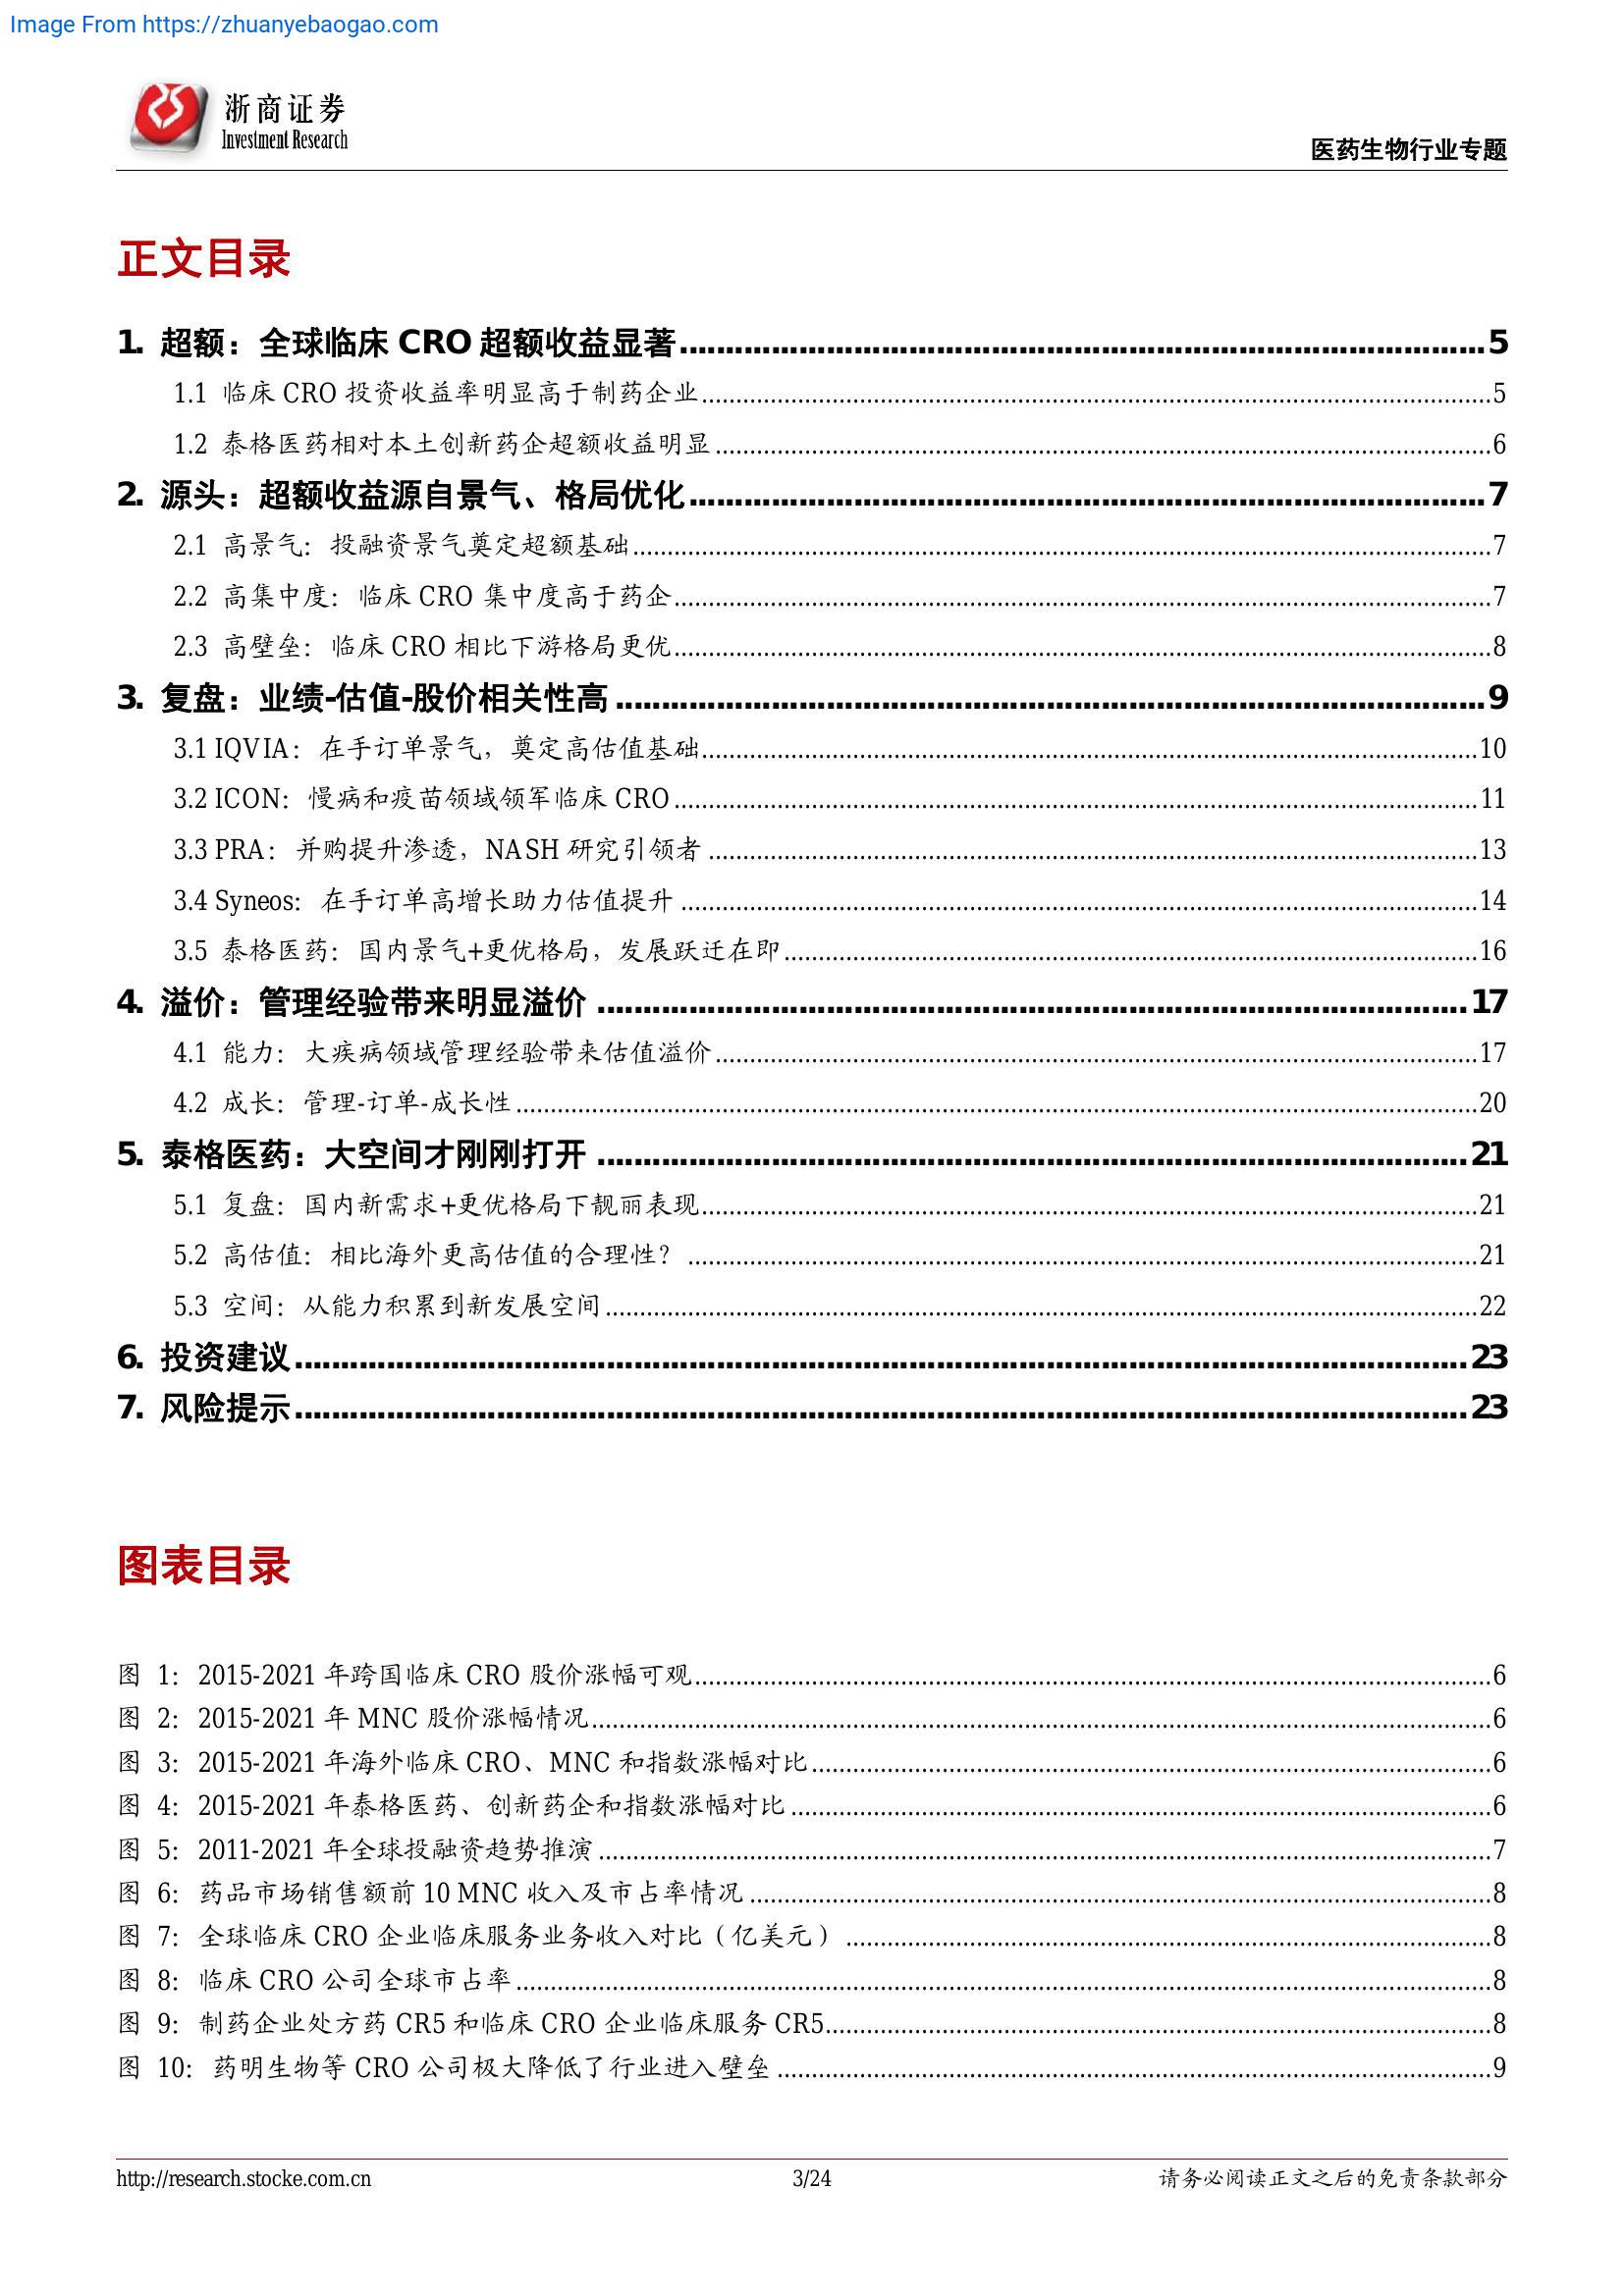 Image From https://zhuanyebaogao.com
浙商证券
Investment Research
医药生物行业专题
正文目录
1. 超额：全球临床 CRO 超额收益显著 5
1.1 临床 CRO 投资收益率明显高于制药企业 5
1.2 泰格医药相对本土创新药企超额收益明显 6
2. 源头：超额收益源自景气、格局优化 7
2.1 高景气：投融资景气奠定超额基础 7
2.2 高集中度：临床 CRO 集中度高于药企 7
2.3 高壁垒：临床 CRO 相比下游格局更优 8
3. 复盘：业绩-估值-股价相关性高 9
3.1 IQVIA：在手订单景气，奠定高估值基础 10
3.2 ICON：慢病和疫苗领域领军临床 CRO 11
3.3 PRA：并购提升渗透，NASH 研究引领者 13
3.4 Syneos：在手订单高增长助力估值提升 14
3.5 泰格医药：国内景气+更优格局，发展跃迁在即 16
4. 溢价：管理经验带来明显溢价 17
4.1 能力：大疾病领域管理经验带来估值溢价 17
4.2 成长：管理-订单-成长性 20
5. 泰格医药：大空间才刚刚打开 21
5.1 复盘：国内新需求+更优格局下靓丽表现 21
5.2 高估值：相比海外更高估值的合理性？ 21
5.3 空间：从能力积累到新发展空间 22
6. 投资建议 23
7. 风险提示 23
图表目录
图 1：2015-2021 年跨国临床 CRO 股价涨幅可观 6
图 2：2015-2021 年 MNC 股价涨幅情况 6
图 3：2015-2021 年海外临床 CRO、MNC 和指数涨幅对比 6
图 4：2015-2021 年泰格医药、创新药企和指数涨幅对比 6
图 5：2011-2021 年全球投融资趋势推演 7
图 6：药品市场销售额前 10 MNC 收入及市占率情况 8
图 7：全球临床 CRO 企业临床服务业务收入对比（亿美元） 8
图 8：临床 CRO 公司全球市占率 8
图 9：制药企业处方药 CR5 和临床 CRO 企业临床服务 CR5 8
图 10：药明生物等 CRO 公司极大降低了行业进入壁垒 9
http://research.stocke.com.cn 3/24 请务必阅读正文之后的免责条款部分